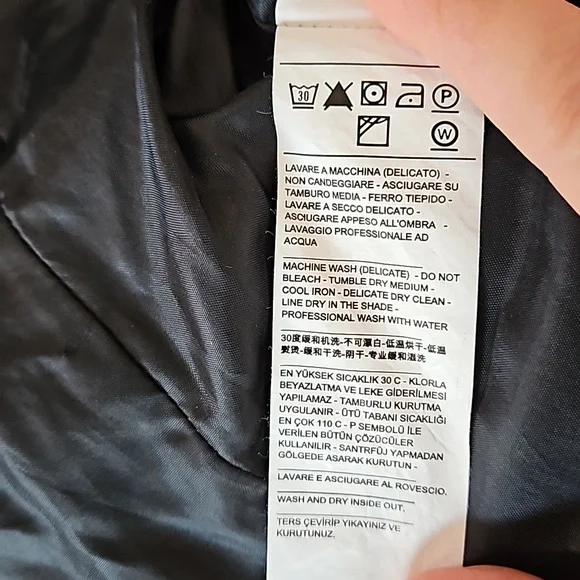 30 P
W
LAVARE A MACCHINA (DELICATO) -
NON CANDEGGIARE - ASCIUGARE SU
TAMBURO MEDIA - FERRO TIEPIDO -
LAVARE A SECCO DELICATO -
ASCIUGARE APPESO ALL'OMBRA -
LAVAGGIO PROFESSIONALE AD
ACQUA
MACHINE WASH (DELICATE) - DO NOT
BLEACH - TUMBLE DRY MEDIUM -
COOL IRON - DELICATE DRY CLEAN -
LINE DRY IN THE SHADE -
PROFESSIONAL WASH WITH WATER
30度缓和机洗-不可漂白-低温烘干-低温
熨烫-缓和干洗-阴干-专业缓和湿洗
EN YÜKSEK SICAKLIK 30 C - KLORLA
BEYAZLATMA VE LEKE GİDERİLMESİ
YAPILAMAZ - TAMBURLU KURUTMA
UYGULANIR - ÜTÜ TABANI SICAKLIĞI
EN ÇOK 110 C - P SEMBOLÜ İLE
VERİLEN BÜTÜN ÇÖZÜCÜLER
KULLANILIR - SANTRFÜJ YAPMADAN
GÖLGEDE ASARAK KURUTUN -
LAVARE E ASCIUGARE AL ROVESCIO.
WASH AND DRY INSIDE OUT.
TERS ÇEVİRİP YIKAYINIZ VE
KURUTUNUZ.